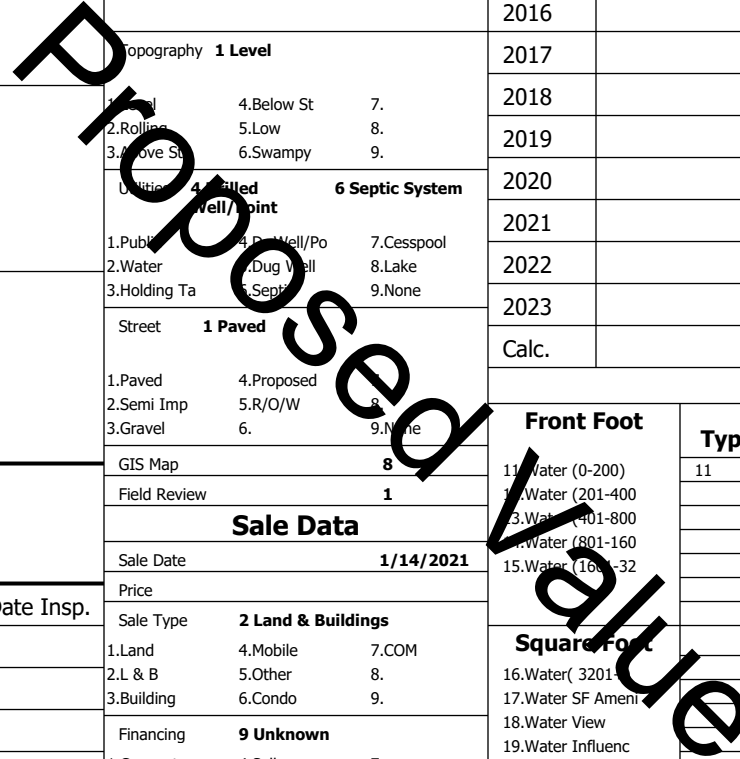 Proposed Value
Topography 1 Level
4.Below St 7.
2.Rolling 5.Low 8.
3.Above St 6.Swampy 9.
Utilities 4 Drilled 6 Septic System
Well/Point
1.Public 4.Dr Well/Po 7.Cesspool
2.Water 5.Dug Well 8.Lake
3.Holding Ta 6.Septic 9.None
Street 1 Paved
1.Paved 4.Proposed
2.Semi Imp 5.R/O/W 8.
3.Gravel 6. 9.None
GIS Map 8
Field Review 1
Sale Data
Sale Date 1/14/2021
Price
Sale Type 2 Land & Buildings
1.Land 4.Mobile 7.COM
2.L & B 5.Other 8.
3.Building 6.Condo 9.
Financing 9 Unknown
Date Insp.
2016
2017
2018
2019
2020
2021
2022
2023
Calc.
Front Foot
Typ
11.Water (0-200) 11
12.Water (201-400
13.Water (401-800
14.Water (801-160
15.Water (1601-32
Square Foot
16.Water( 3201-
17.Water SF Ameni
18.Water View
19.Water Influenc